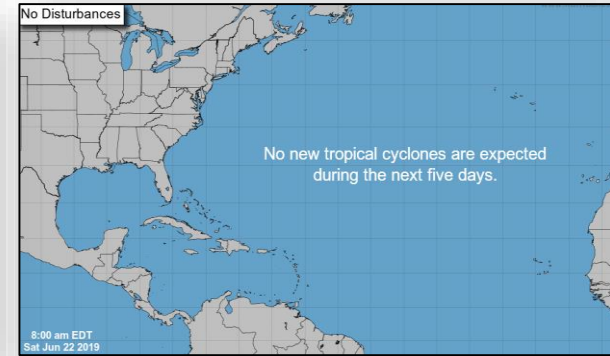 No Disturbances
No new tropical cyclones are expected
during the next five days.
8:00 am EDT
Sat Jun 22 2019